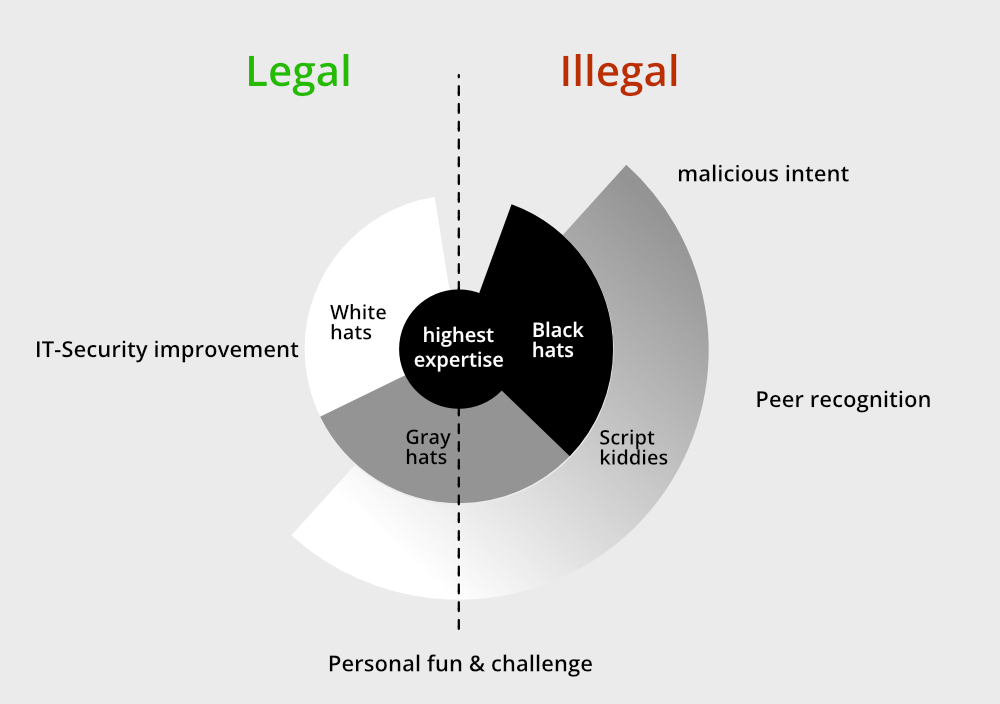 Legal
Illegal
malicious intent
White
hats
highest
expertise
Black
hats
IT-Security improvement
Peer recognition
Gray
hats
Script
kiddies
Personal fun & challenge